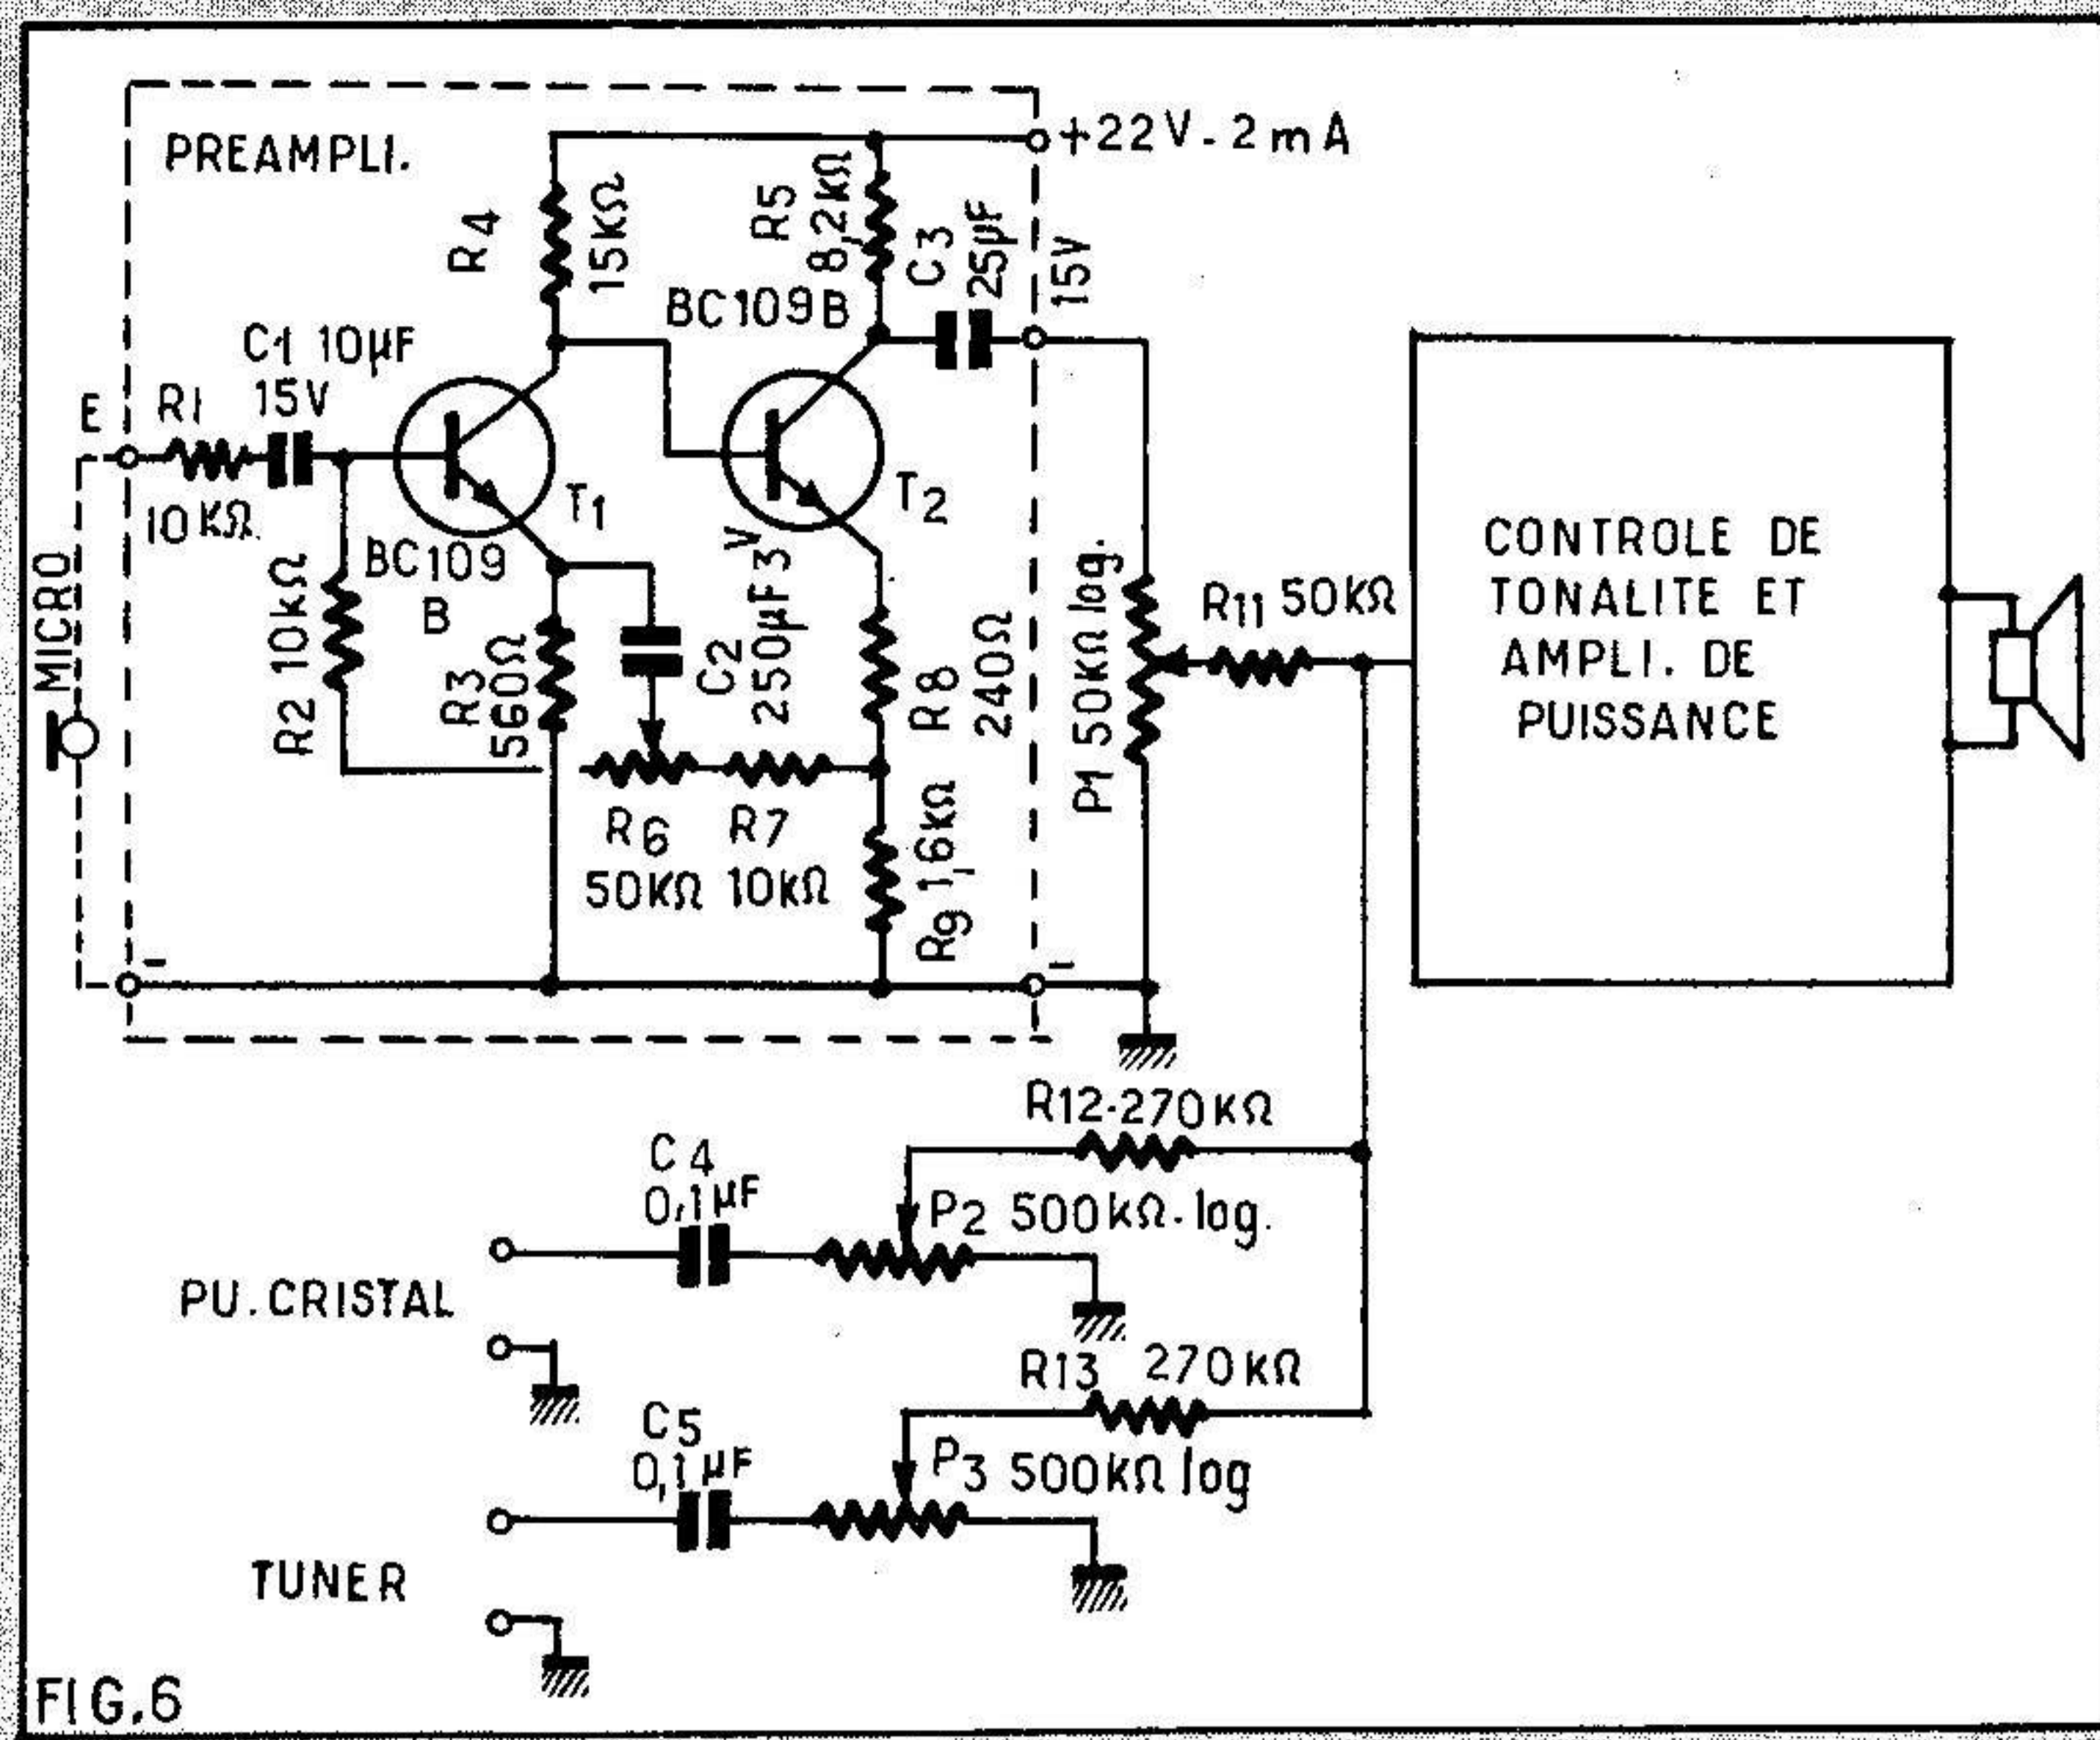 PREAMPLI.
+22V-2mA
R4
15kΩ
R5
8,2kΩ
C3
25µF
15V
BC109B
C1 10µF
15V
E
R1
10KΩ.
T1
T2
BC109
B
MICRO
R2 10kΩ
R3
560Ω
C2
250µF 3V
R8
240Ω
P1 50kΩ log.
R11 50KΩ
CONTROLE DE
TONALITE ET
AMPLI. DE
PUISSANCE
R6
50KΩ
R7
10KΩ
R9 1,6kΩ
-
-
R12-270KΩ
C4
0,1µF
P2 500kΩ-log.
PU.CRISTAL
R13 270KΩ
C5
0,1µF
P3 500KΩ log
TUNER
FIG.6